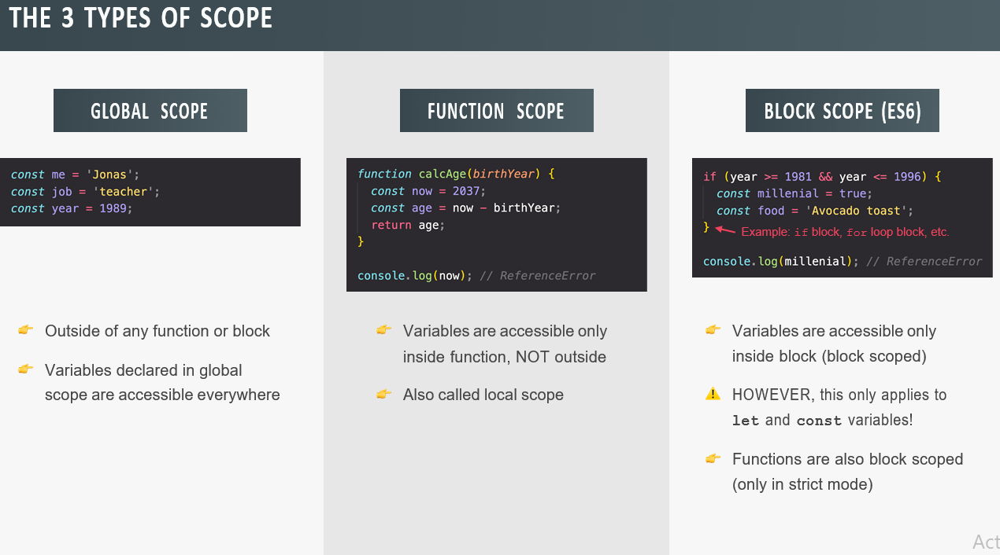 THE 3 TYPES OF SCOPE
GLOBAL SCOPE
const me = 'Jonas';
const job = 'teacher';
const year = 1989;
Outside of any function or block
Variables declared in global
scope are accessible everywhere
FUNCTION SCOPE
function calcAge(birthYear) {
const now = 2037;
const age = now − birthYear;
return age;
}
console.log(now); // ReferenceError
Variables are accessible only
inside function, NOT outside
Also called local scope
BLOCK SCOPE (ES6)
if (year >= 1981 && year <= 1996) {
const millenial = true;
const food = 'Avocado toast';
} Example: if block, for loop block, etc.
console.log(millenial); // ReferenceError
Variables are accessible only
inside block (block scoped)
HOWEVER, this only applies to
let and const variables!
Functions are also block scoped
(only in strict mode)
Act